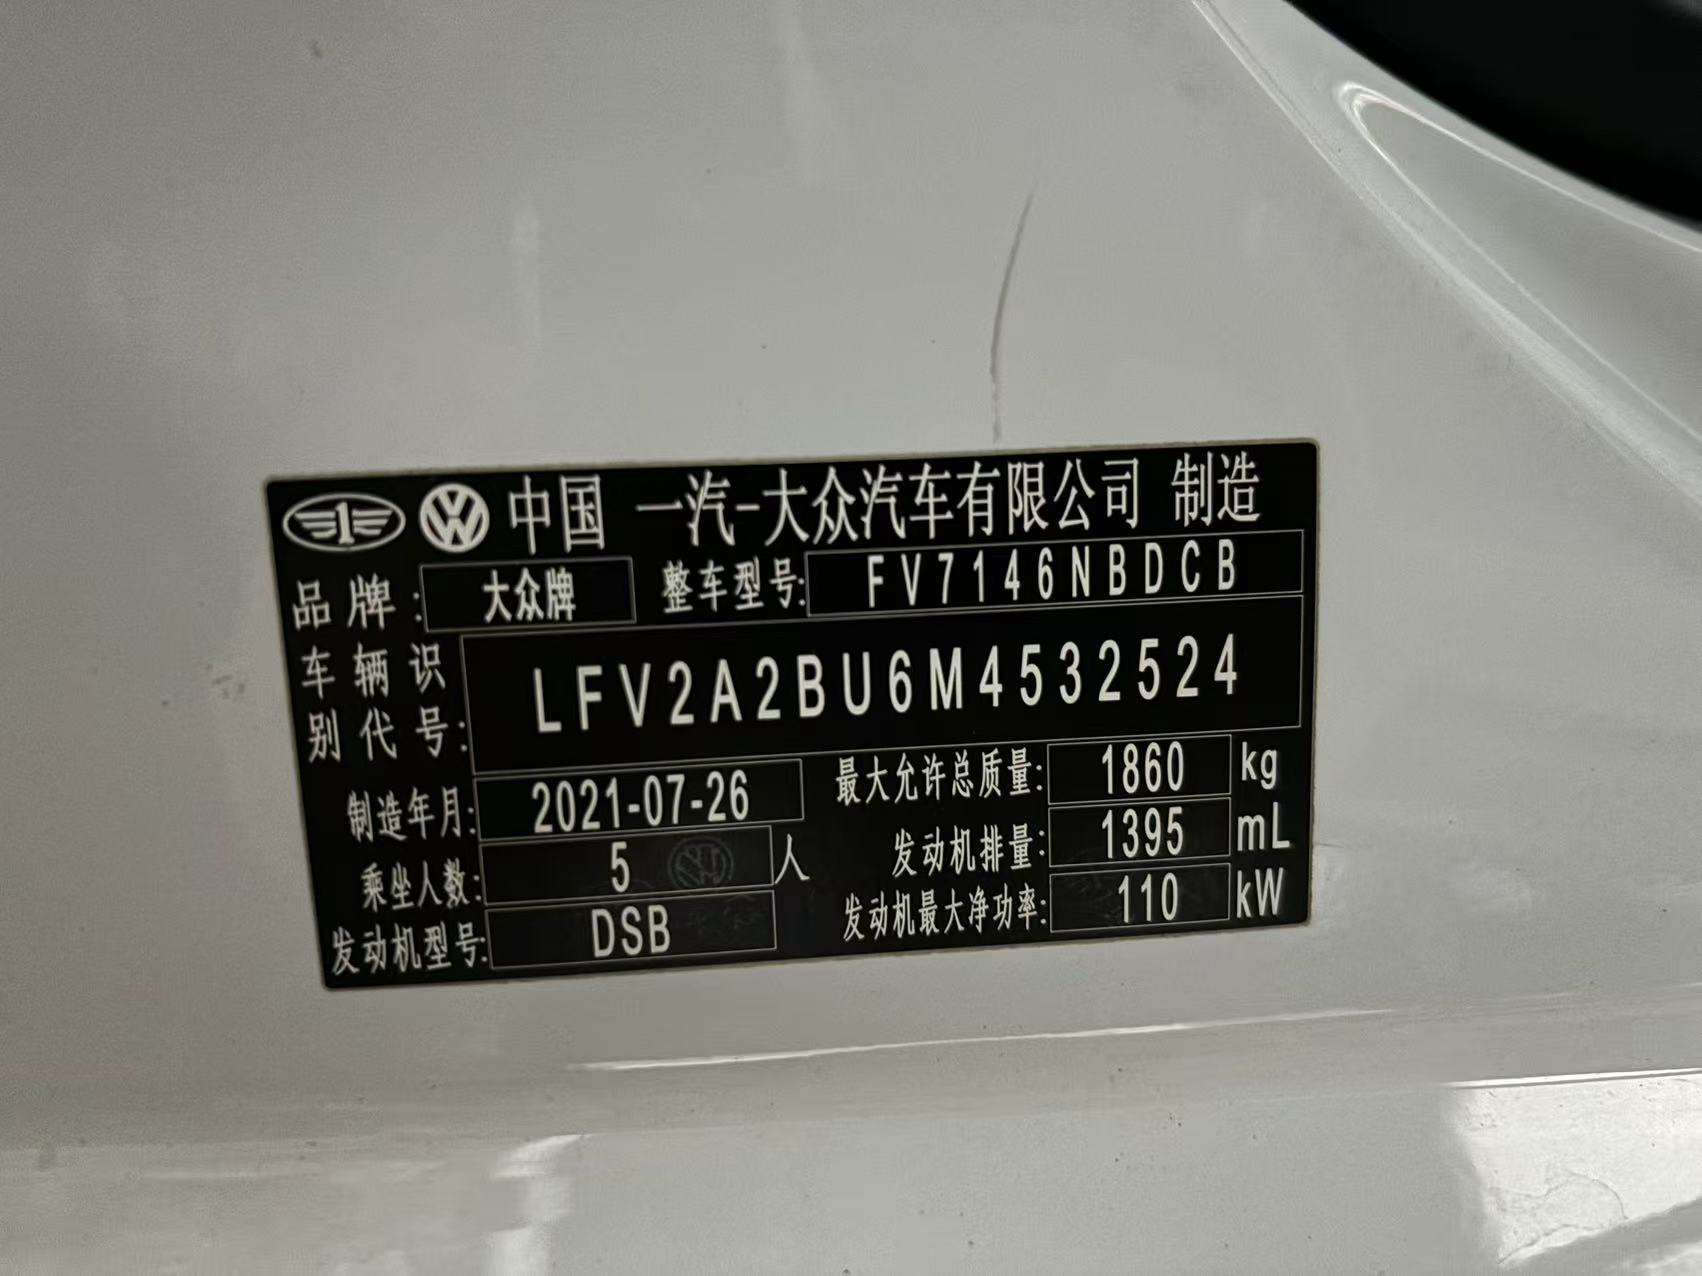 中国 一汽-大众汽车有限公司 制造
品牌: 大众牌 整车型号: FV7146NBDCB
车辆识别代号: LFV2A2BU6M4532524
制造年月: 2021-07-26 最大允许总质量: 1860 kg
乘坐人数: 5 人 发动机排量: 1395 mL
发动机型号: DSB 发动机最大净功率: 110 kW